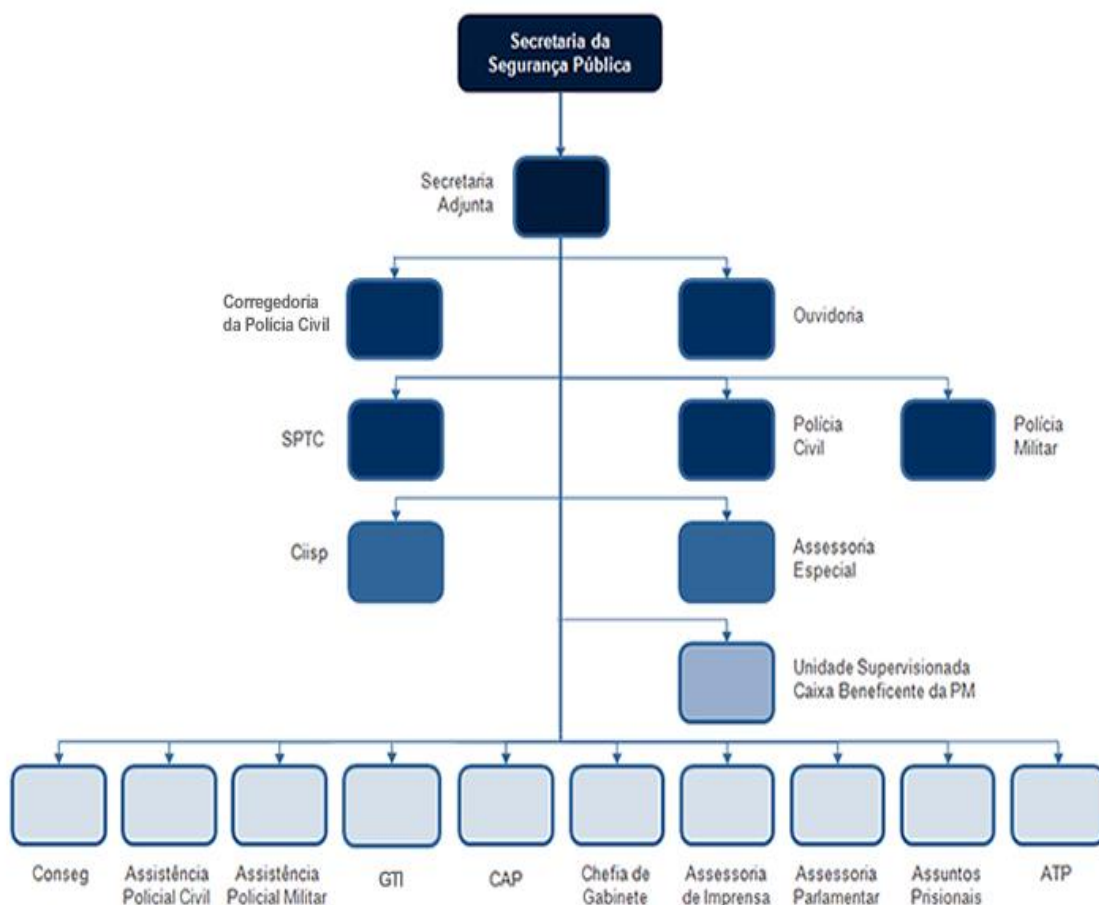 Secretaria da
Segurança Pública
Secretaria
Adjunta
Corregedoria
da Polícia Civil
Ouvidoria
SPTC
Polícia
Civil
Polícia
Militar
Ciisp
Assessoria
Especial
Unidade Supervisionada
Caixa Beneficente da PM
Conseg
Assistência
Policial Civil
Assistência
Policial Militar
GTI
CAP
Chefia de
Gabinete
Assessoria
de Imprensa
Assessoria
Parlamentar
Assuntos
Prisionais
ATP